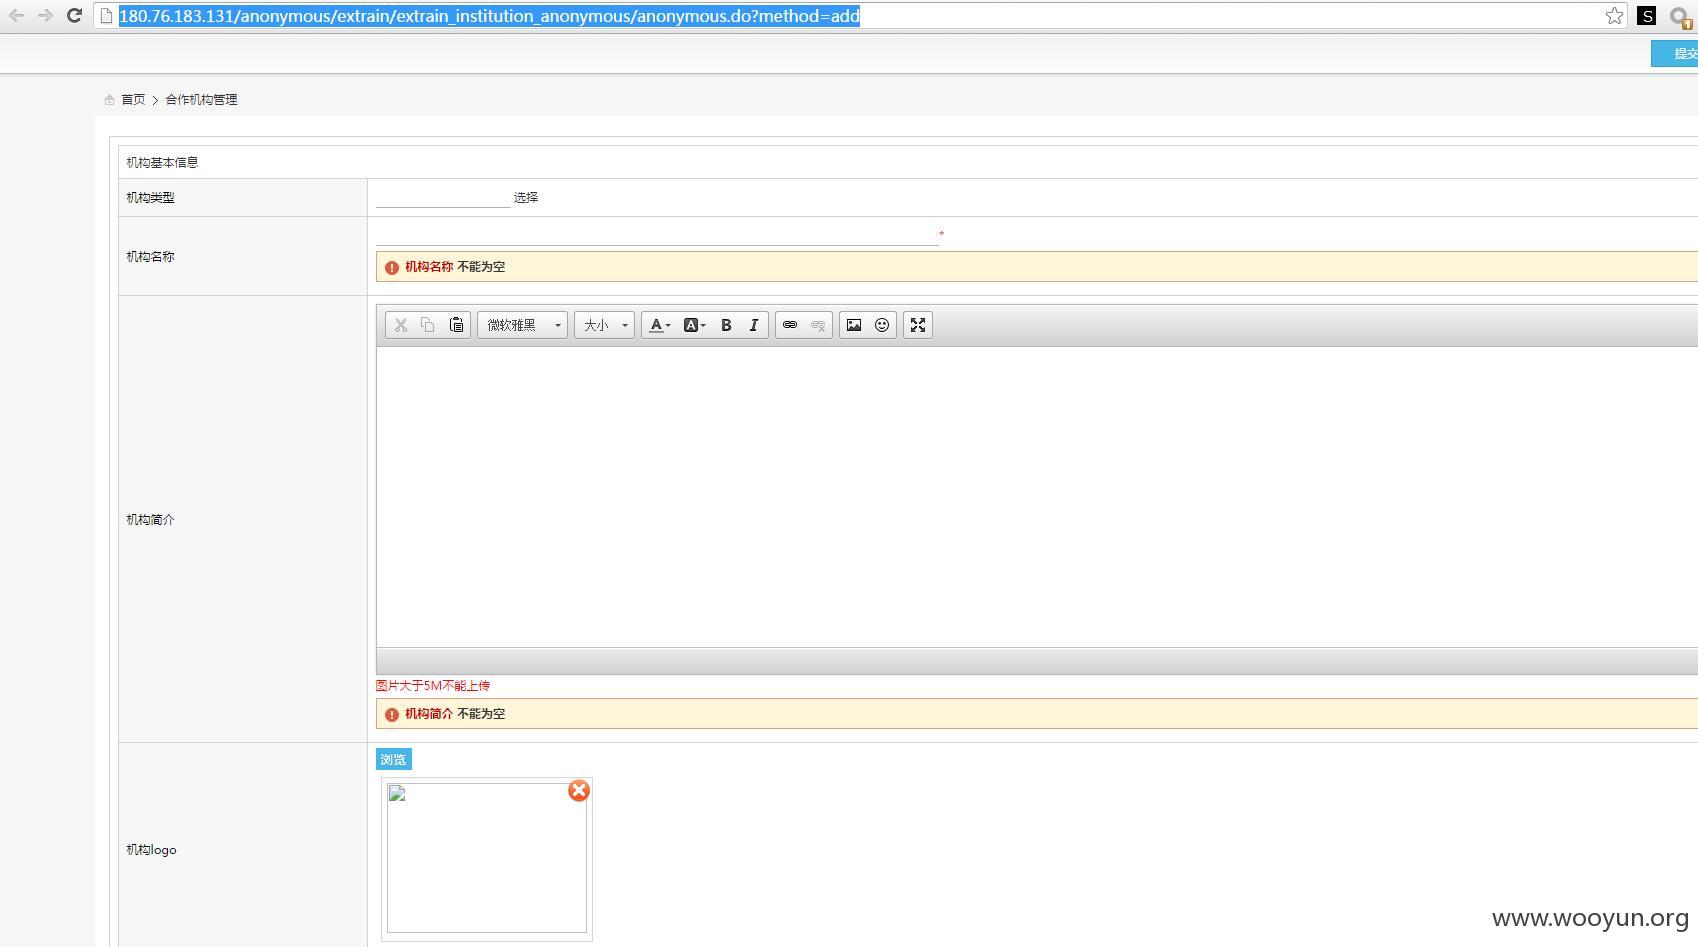 180.76.183.131/anonymous/extrain/extrain_institution_anonymous/anonymous.do?method=add
S
1
提交
首页 > 合作机构管理
机构基本信息
机构类型
选择
机构名称
*
机构名称 不能为空
微软雅黑
大小
A
A
B
I
机构简介
图片大于5M不能上传
机构简介 不能为空
浏览
机构logo
www.wooyun.org